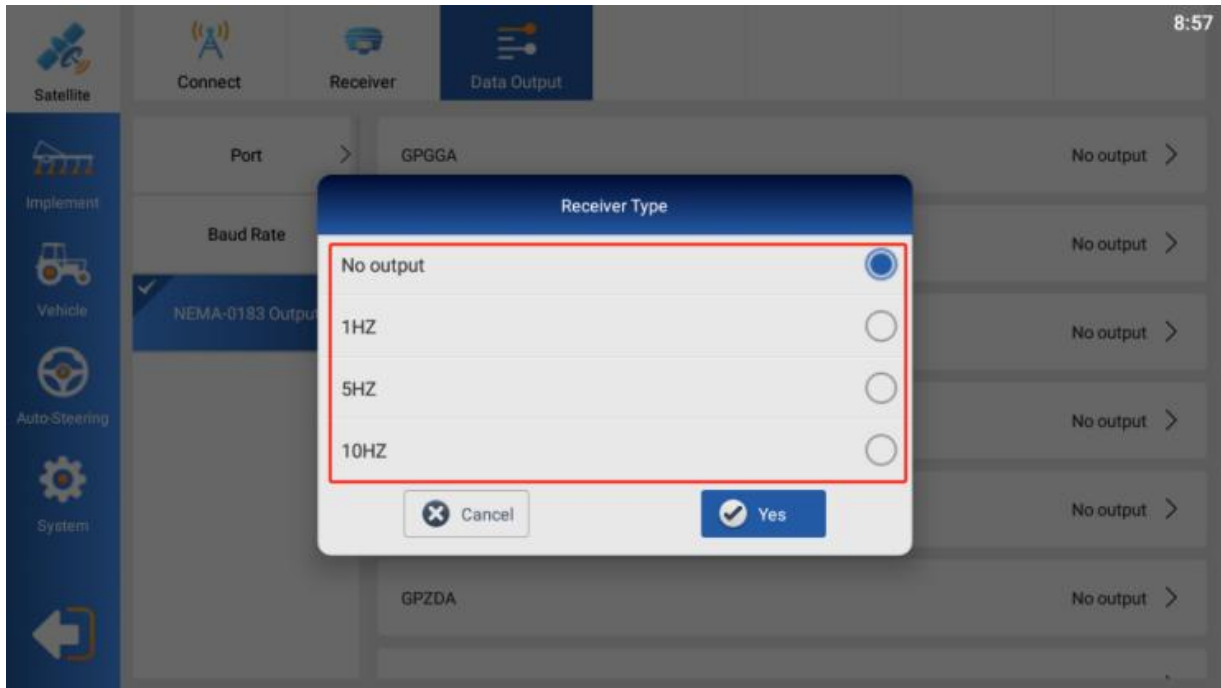 8:57
Satellite
Connect
Receiver
Data Output
Implement
Vehicle
Auto-Steering
System
Port
Baud Rate
NEMA-0183 Output
GPGGA
No output
No output
No output
No output
No output
GPZDA
No output
Receiver Type
No output
1HZ
5HZ
10HZ
Cancel
Yes